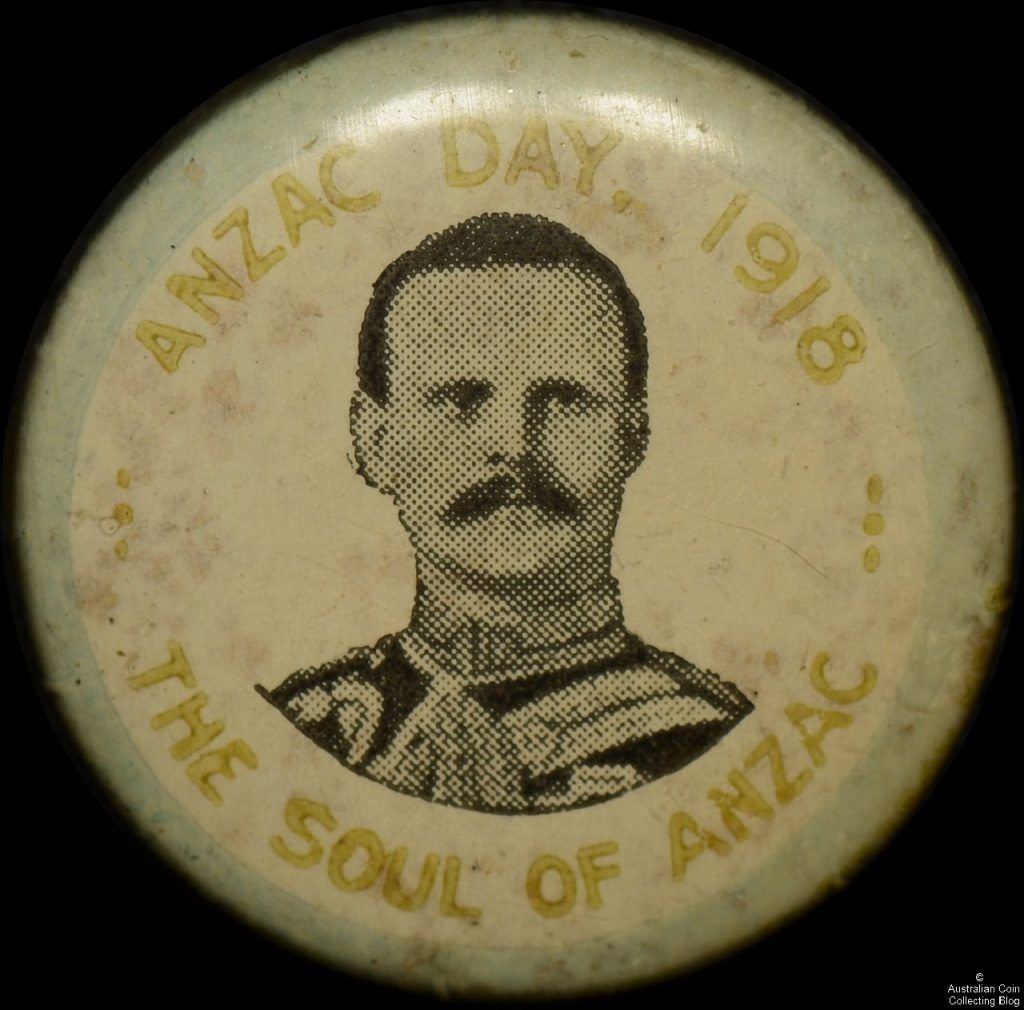 ANZAC DAY, 1918
THE SOUL OF ANZAC
©
Australian Coin
Collecting Blog